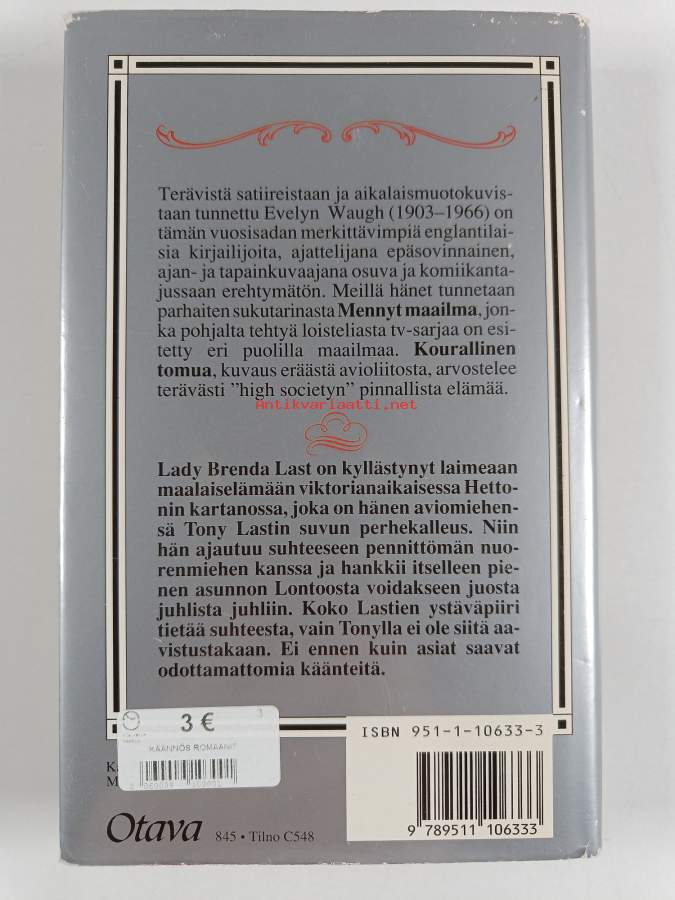 Terävistä satiireistaan ja aikalaismuotokuvis-
taan tunnettu Evelyn Waugh (1903–1966) on
tämän vuosisadan merkittävimpiä englantilai-
sia kirjailijoita, ajattelijana epäsovinnainen,
ajan- ja tapainkuvaajana osuva ja komiikanta-
jussaan erehtymätön. Meillä hänet tunnetaan
parhaiten sukutarinasta Mennyt maailma, jon-
ka pohjalta tehtyä loisteliasta tv-sarjaa on esi-
tetty eri puolilla maailmaa. Kourallinen
tomua, kuvaus eräästä avioliitosta, arvostelee
terävästi ”high societyn” pinnallista elämää.
Antikvariaatti.net
Lady Brenda Last on kyllästynyt laimeaan
maalaiselämään viktorianaikaisessa Hetto-
nin kartanossa, joka on hänen aviomiehen-
sä Tony Lastin suvun perhekalleus. Niin
hän ajautuu suhteeseen pennittömän nuo-
renmiehen kanssa ja hankkii itselleen pie-
nen asunnon Lontoosta voidakseen juosta
juhlista juhliin. Koko Lastien ystäväpiiri
tietää suhteesta, vain Tonylla ei ole siitä aa-
vistustakaan. Ei ennen kuin asiat saavat
odottamattomia käänteitä.
3 €
3
KÄÄNNÖS ROMAANIT
ISBN 951-1-10633-3
9 789511 106333
Otava 845 • Tilno C548